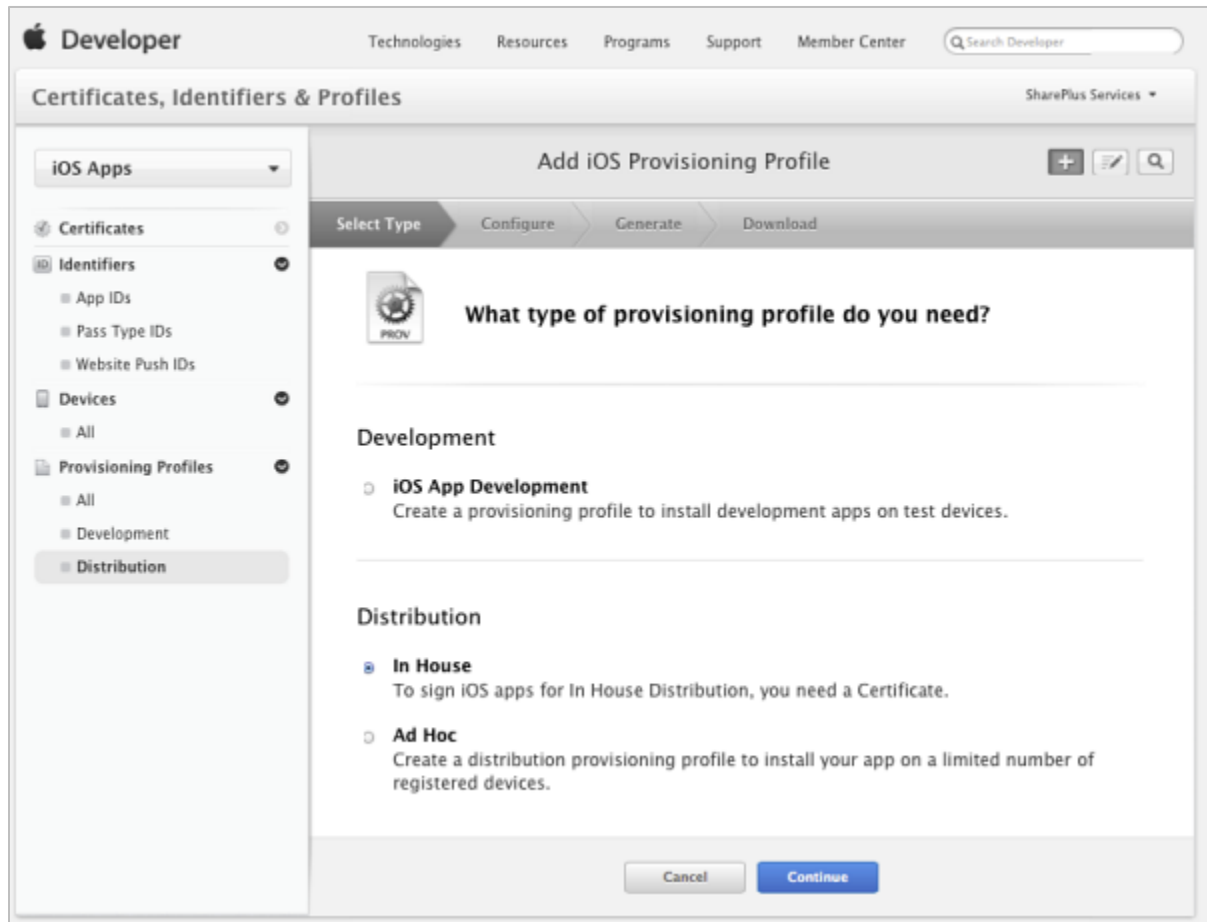 Developer
Technologies Resources Programs Support Member Center Search Developer
Certificates, Identifiers & Profiles
SharePlus Services
iOS Apps
Add iOS Provisioning Profile
Certificates
Select Type Configure Generate Download
ID Identifiers
App IDs
Pass Type IDs
Website Push IDs
Devices
All
Provisioning Profiles
All
Development
Distribution
PROV
What type of provisioning profile do you need?
Development
iOS App Development
Create a provisioning profile to install development apps on test devices.
Distribution
In House
To sign iOS apps for In House Distribution, you need a Certificate.
Ad Hoc
Create a distribution provisioning profile to install your app on a limited number of
registered devices.
Cancel Continue